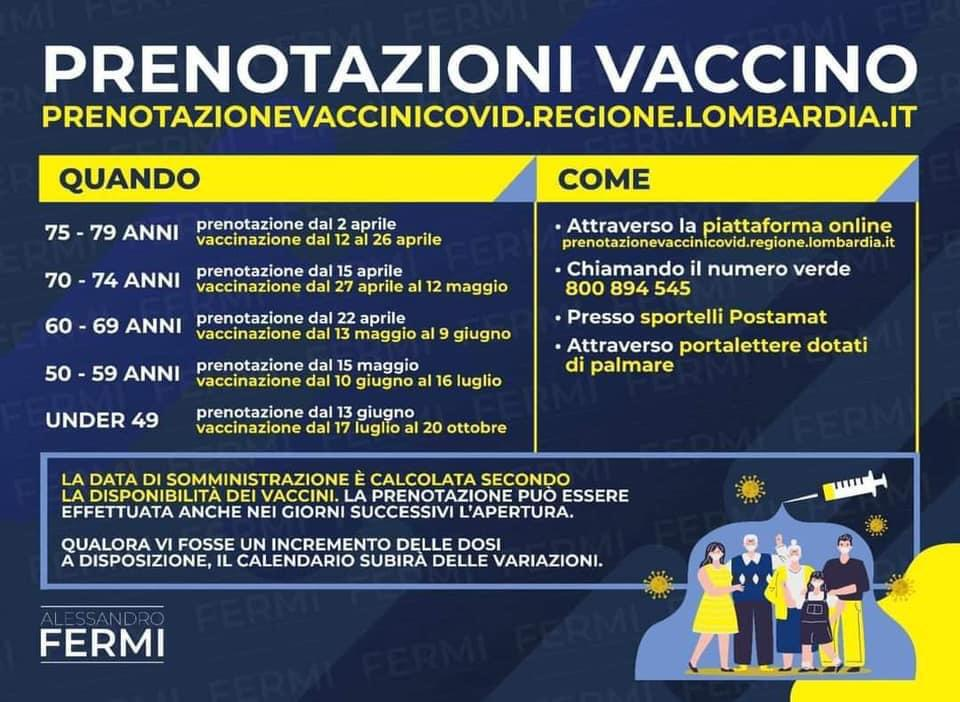 PRENOTAZIONI VACCINO
PRENOTAZIONEVACCINICOVID.REGIONE.LOMBARDIA.IT
QUANDO
75 - 79 ANNI
prenotazione dal 2 aprile
vaccinazione dal 12 al 26 aprile
70 - 74 ANNI
prenotazione dal 15 aprile
vaccinazione dal 27 aprile al 12 maggio
60 - 69 ANNI
prenotazione dal 22 aprile
vaccinazione dal 13 maggio al 9 giugno
50 - 59 ANNI
prenotazione dal 15 maggio
vaccinazione dal 10 giugno al 16 luglio
UNDER 49
prenotazione dal 13 giugno
vaccinazione dal 17 luglio al 20 ottobre
COME
• Attraverso la piattaforma online
prenotazionevaccinicovid.regione.lombardia.it
• Chiamando il numero verde
800 894 545
• Presso sportelli Postamat
• Attraverso portalettere dotati
di palmare
LA DATA DI SOMMINISTRAZIONE È CALCOLATA SECONDO
LA DISPONIBILITÀ DEI VACCINI. LA PRENOTAZIONE PUÒ ESSERE
EFFETTUATA ANCHE NEI GIORNI SUCCESSIVI L'APERTURA.
QUALORA VI FOSSE UN INCREMENTO DELLE DOSI
A DISPOSIZIONE, IL CALENDARIO SUBIRÀ DELLE VARIAZIONI.
ALESSANDRO
FERMI